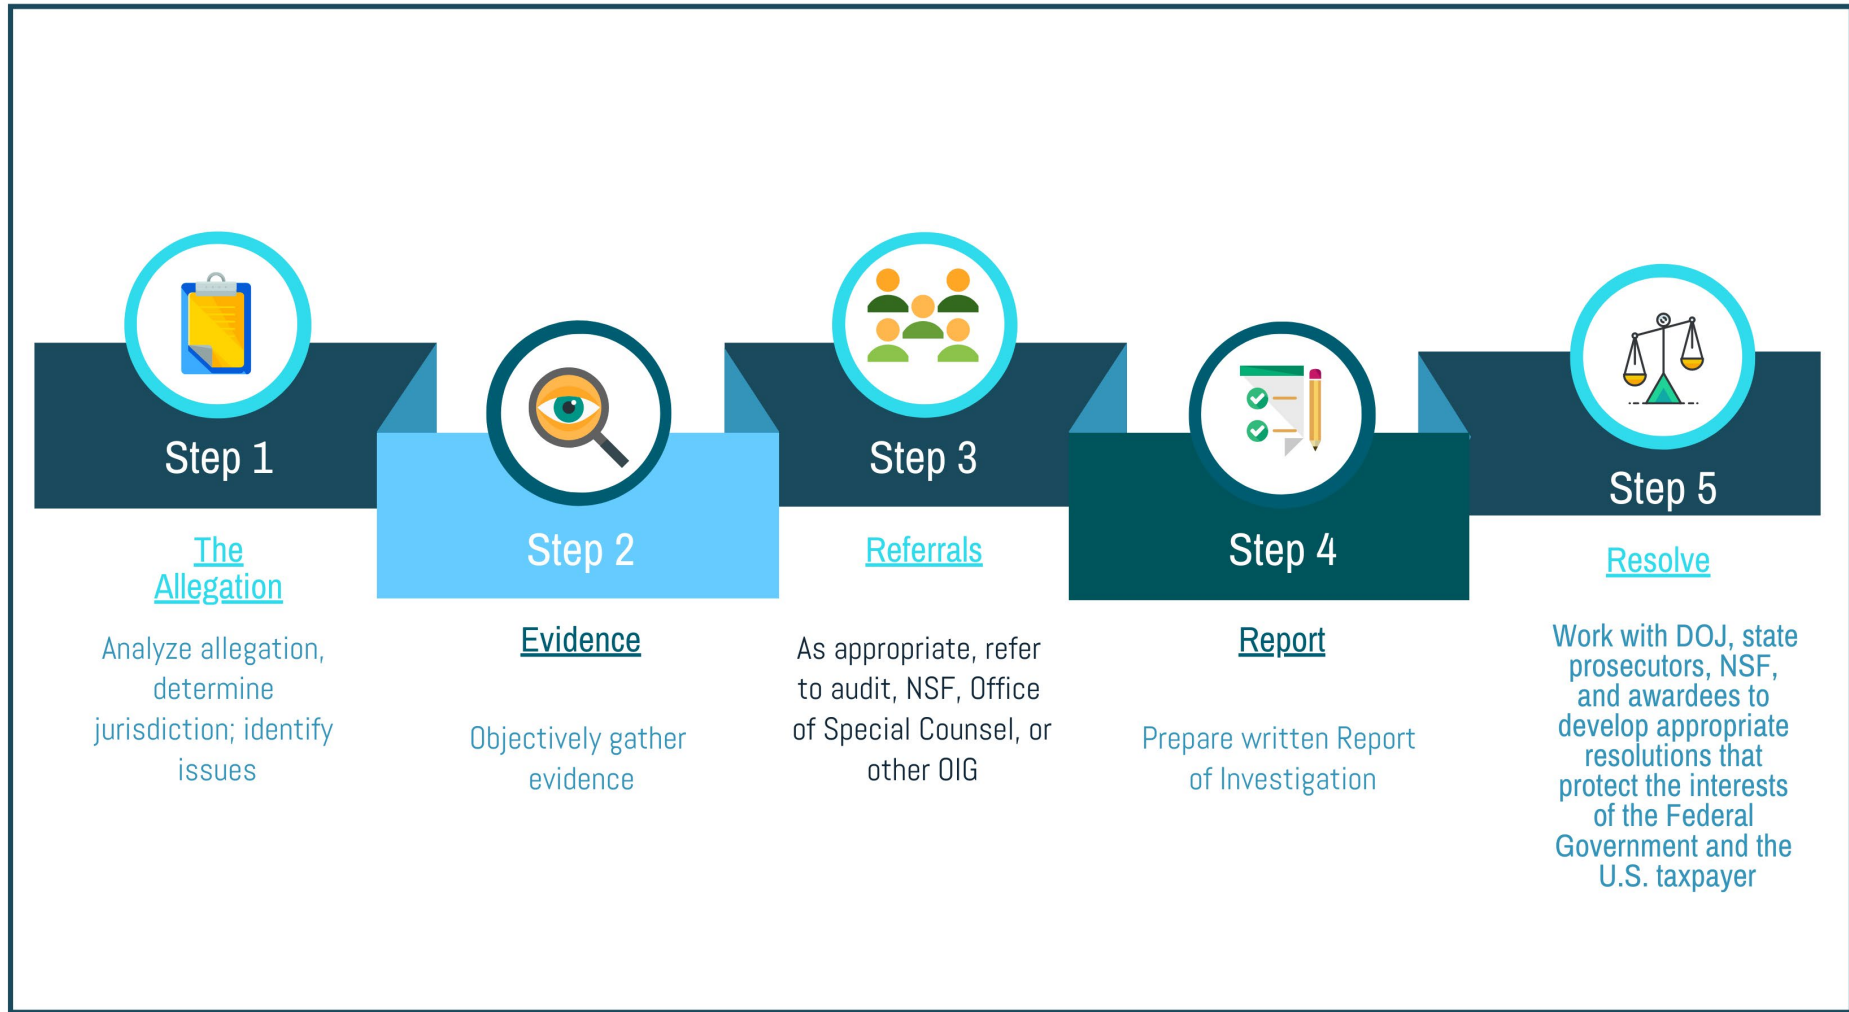 Step 1
The
Allegation
Analyze allegation,
determine
jurisdiction; identify
issues
Step 2
Evidence
Objectively gather
evidence
Step 3
Referrals
As appropriate, refer
to audit, NSF, Office
of Special Counsel, or
other OIG
Step 4
Report
Prepare written Report
of Investigation
Step 5
Resolve
Work with DOJ, state
prosecutors, NSF,
and awardees to
develop appropriate
resolutions that
protect the interests
of the Federal
Government and the
U.S. taxpayer